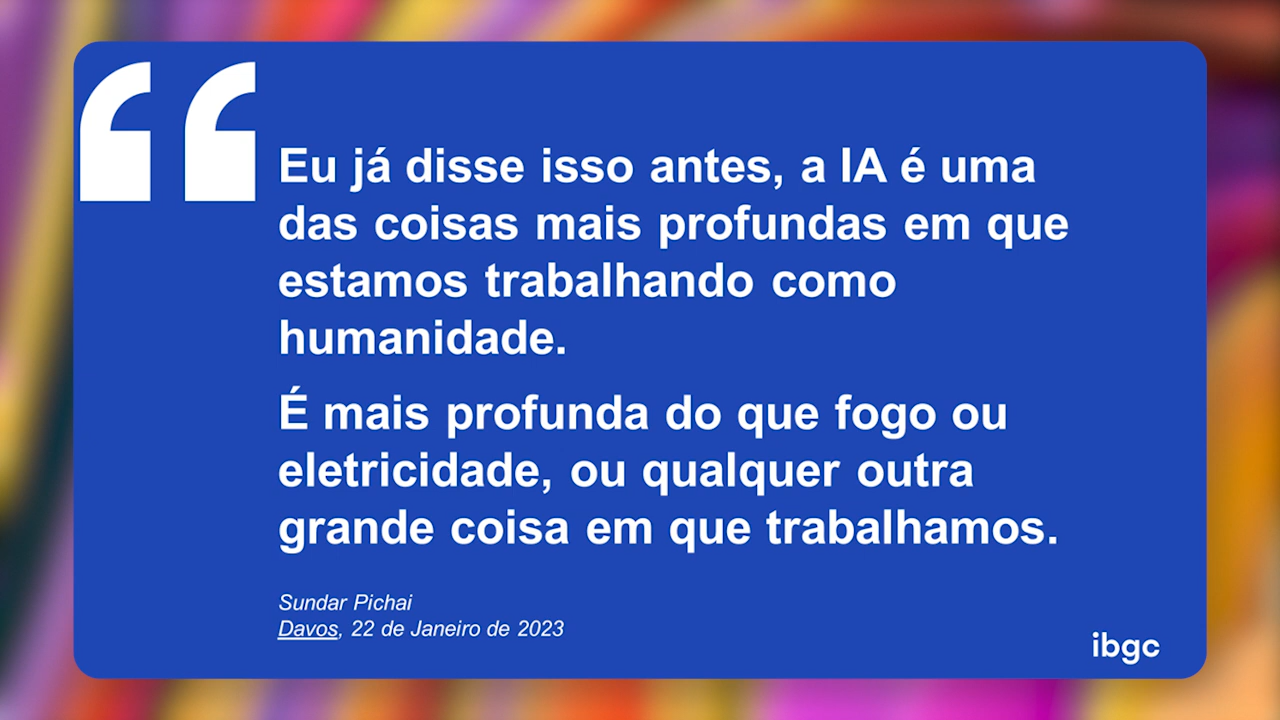 Eu já disse isso antes, a IA é uma
das coisas mais profundas em que
estamos trabalhando como
humanidade.
É mais profunda do que fogo ou
eletricidade, ou qualquer outra
grande coisa em que trabalhamos.
Sundar Pichai
Davos, 22 de Janeiro de 2023
ibgc